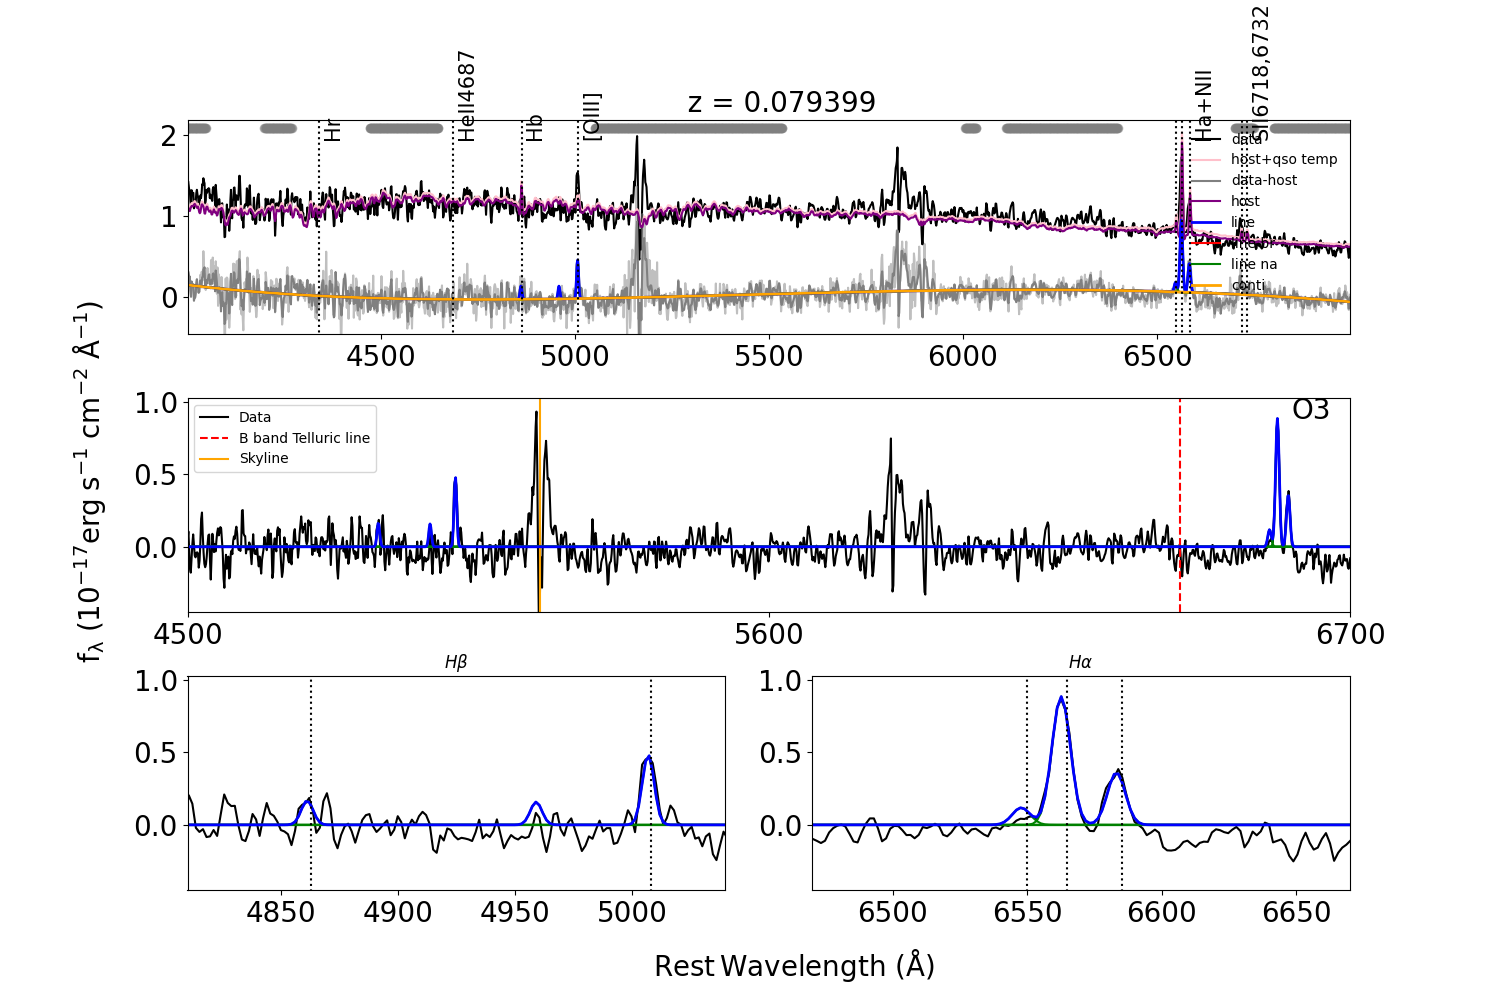 z = 0.079399
Hr
HeII4687
Hb
[OIII]
Ha+NII
SII6718,6732
2
1
0
data
host+qso temp
data-host
host
line
line na
conti
4500 5000 5500 6000 6500
f_λ (10^−17 erg s^−1 cm^−2 Å^−1)
1.0
0.5
0.0
Data
B band Telluric line
Skyline
O3
4500 5600 6700
Hβ
1.0
0.5
0.0
4850 4900 4950 5000
Hα
1.0
0.5
0.0
6500 6550 6600 6650
Rest Wavelength (Å)